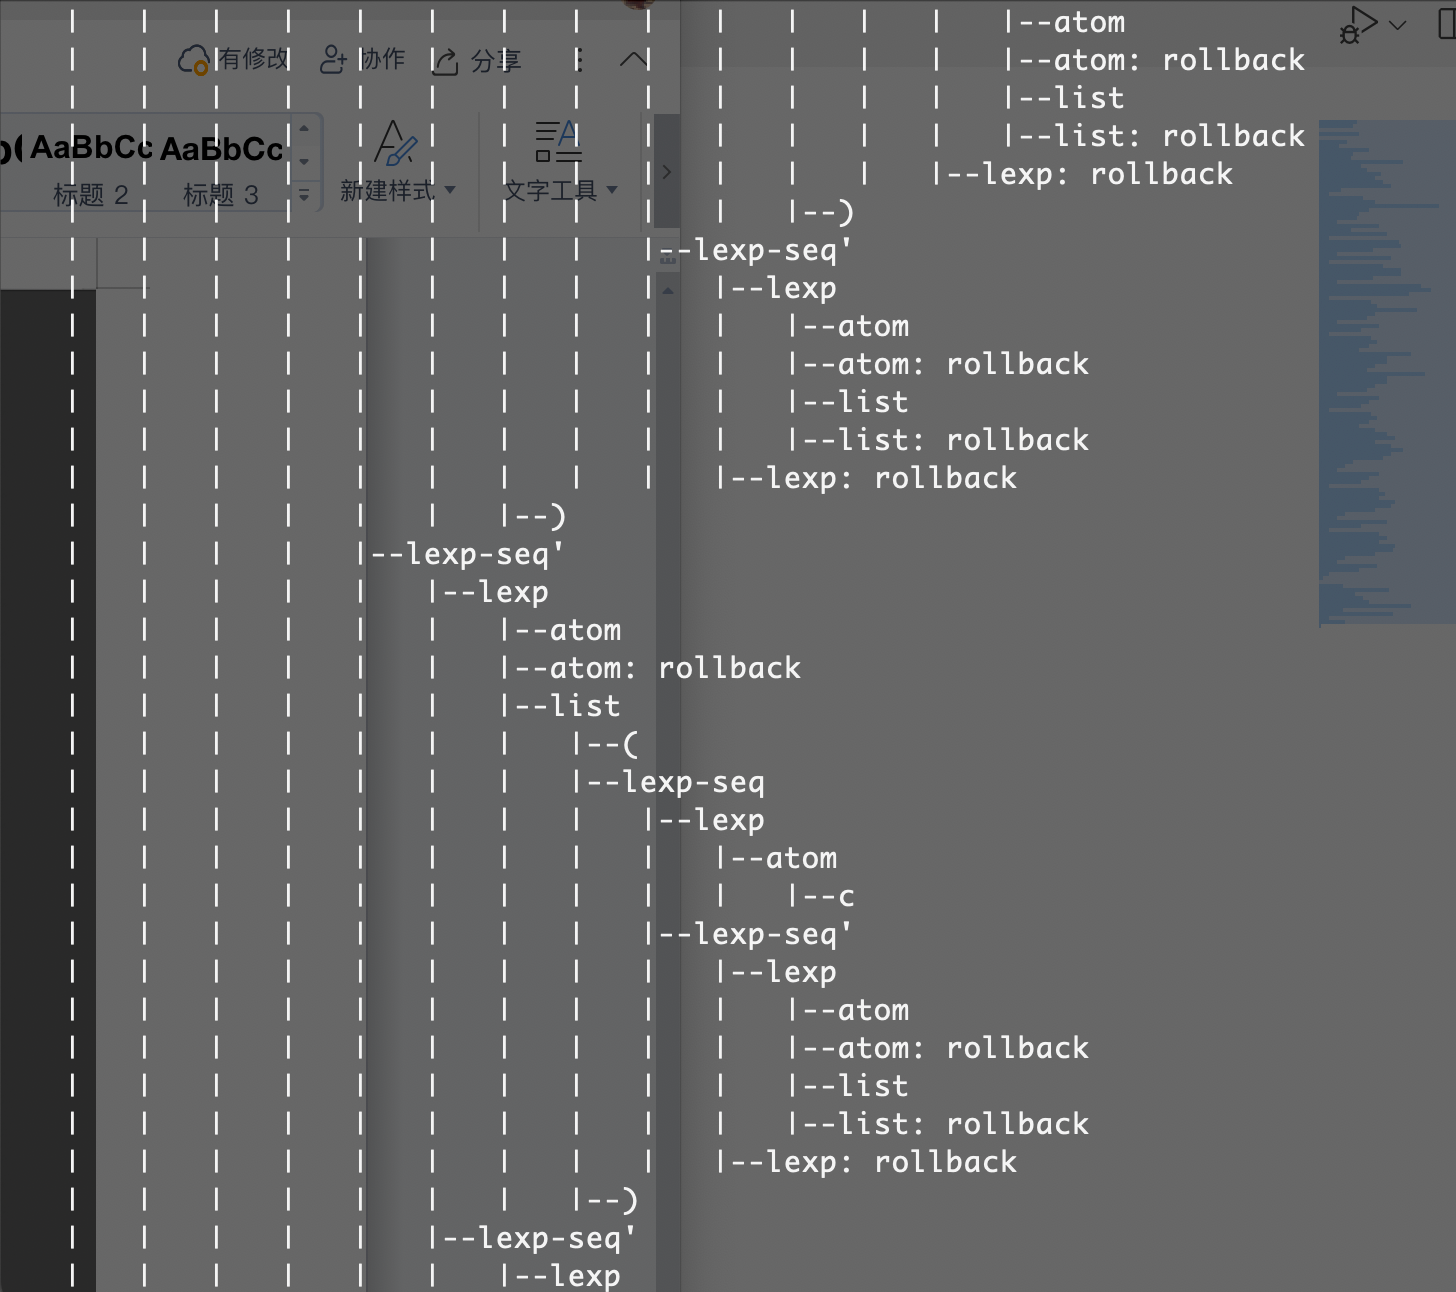 |    |    |    |    |    |    |    |    |    |    |    |    |    |--atom
|    |    |    |    |    |    |    |    |    |    |    |    |    |--atom: rollback
|    |    |    |    |    |    |    |    |    |    |    |    |    |--list
|    |    |    |    |    |    |    |    |    |    |    |    |    |--list: rollback
|    |    |    |    |    |    |    |    |    |    |    |    |--lexp: rollback
|    |    |    |    |    |    |    |    |    |    |--)
|    |    |    |    |    |    |    |    |--lexp-seq'
|    |    |    |    |    |    |    |    |    |--lexp
|    |    |    |    |    |    |    |    |    |    |--atom
|    |    |    |    |    |    |    |    |    |    |--atom: rollback
|    |    |    |    |    |    |    |    |    |    |--list
|    |    |    |    |    |    |    |    |    |    |--list: rollback
|    |    |    |    |    |    |    |    |    |--lexp: rollback
|    |    |    |    |    |    |--)
|    |    |    |    |--lexp-seq'
|    |    |    |    |    |--lexp
|    |    |    |    |    |    |--atom
|    |    |    |    |    |    |--atom: rollback
|    |    |    |    |    |    |--list
|    |    |    |    |    |    |    |--(
|    |    |    |    |    |    |    |--lexp-seq
|    |    |    |    |    |    |    |    |--lexp
|    |    |    |    |    |    |    |    |    |--atom
|    |    |    |    |    |    |    |    |    |    |--c
|    |    |    |    |    |    |    |    |--lexp-seq'
|    |    |    |    |    |    |    |    |    |--lexp
|    |    |    |    |    |    |    |    |    |    |--atom
|    |    |    |    |    |    |    |    |    |    |--atom: rollback
|    |    |    |    |    |    |    |    |    |    |--list
|    |    |    |    |    |    |    |    |    |    |--list: rollback
|    |    |    |    |    |    |    |    |    |--lexp: rollback
|    |    |    |    |    |    |    |--)
|    |    |    |    |    |--lexp-seq'
|    |    |    |    |    |    |--lexp
有修改 协作 分享
AaBbCc AaBbCc
标题 2 标题 3 新建样式 文字工具